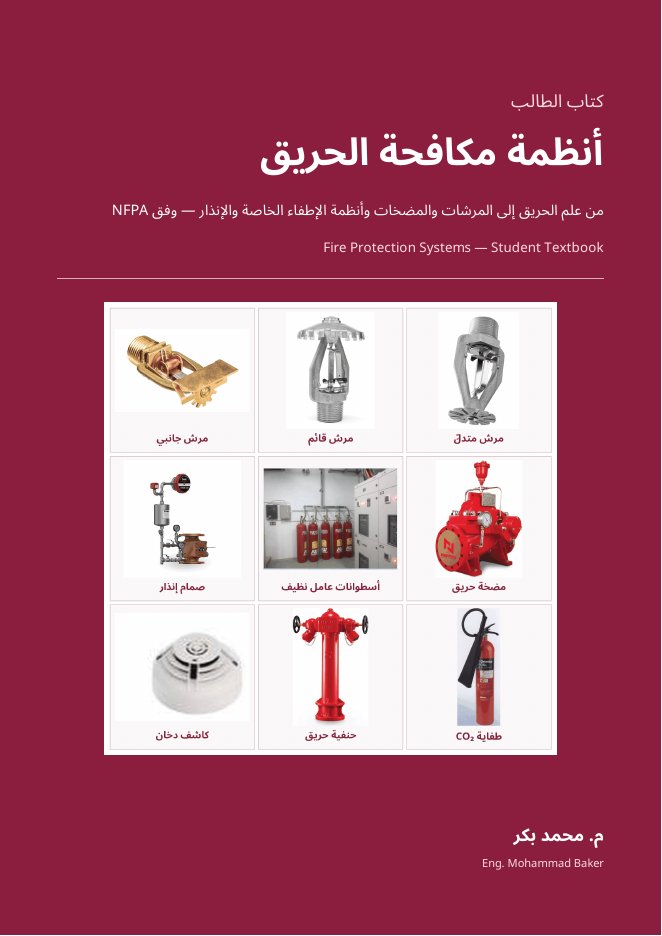 كتاب الطالب
أنظمة مكافحة الحريق
من علم الحريق إلى المرشات والمضخات وأنظمة الإطفاء الخاصة والإنذار — وفق NFPA
Fire Protection Systems — Student Textbook
مرش متدلٍ
مرش قائم
مرش جانبي
مضخة حريق
أسطوانات عامل نظيف
صمام إنذار
طفاية CO₂
حنفية حريق
كاشف دخان
م. محمد بكر
Eng. Mohammad Baker